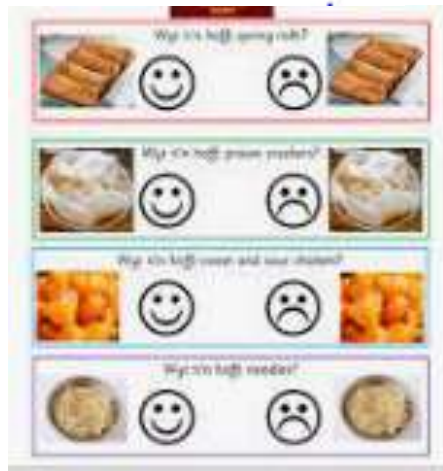 Wyt ti'n hoffi spring rolls?
Wyt ti'n hoffi prawn crackers?
Wyt ti'n hoffi sweet and sour chicken?
Wyt ti'n hoffi noodles?